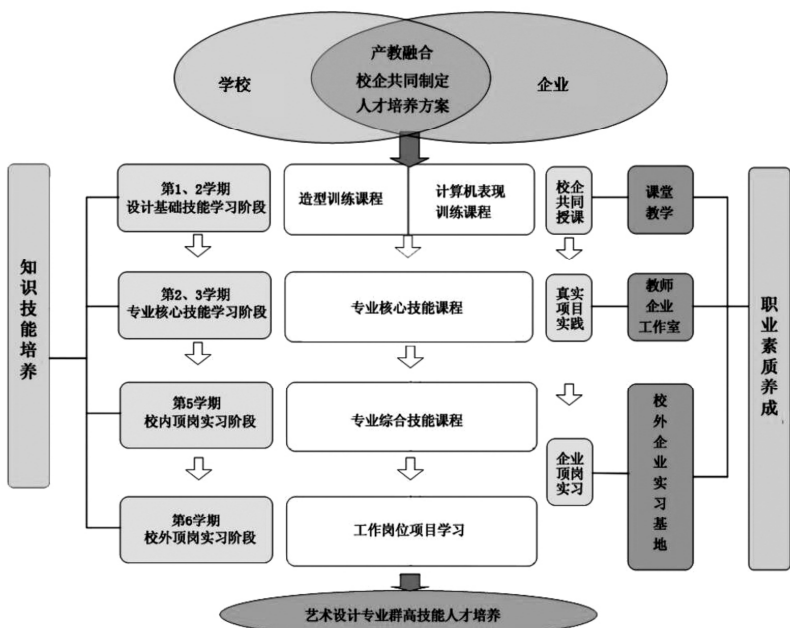 产教融合
学校
校企共同制定
企业
人才培养方案
知识技能培养
第1、2学期
设计基础技能学习阶段
造型训练课程
计算机表现
训练课程
校企
共同
授课
课堂
教学
第2、3学期
专业核心技能学习阶段
专业核心技能课程
真实
项目
实践
教师
企业
工作室
第5学期
校内顶岗实习阶段
专业综合技能课程
企业
顶岗
实习
校外企业实习基地
第6学期
校外顶岗实习阶段
工作岗位项目学习
职业素质养成
艺术设计专业群高技能人才培养